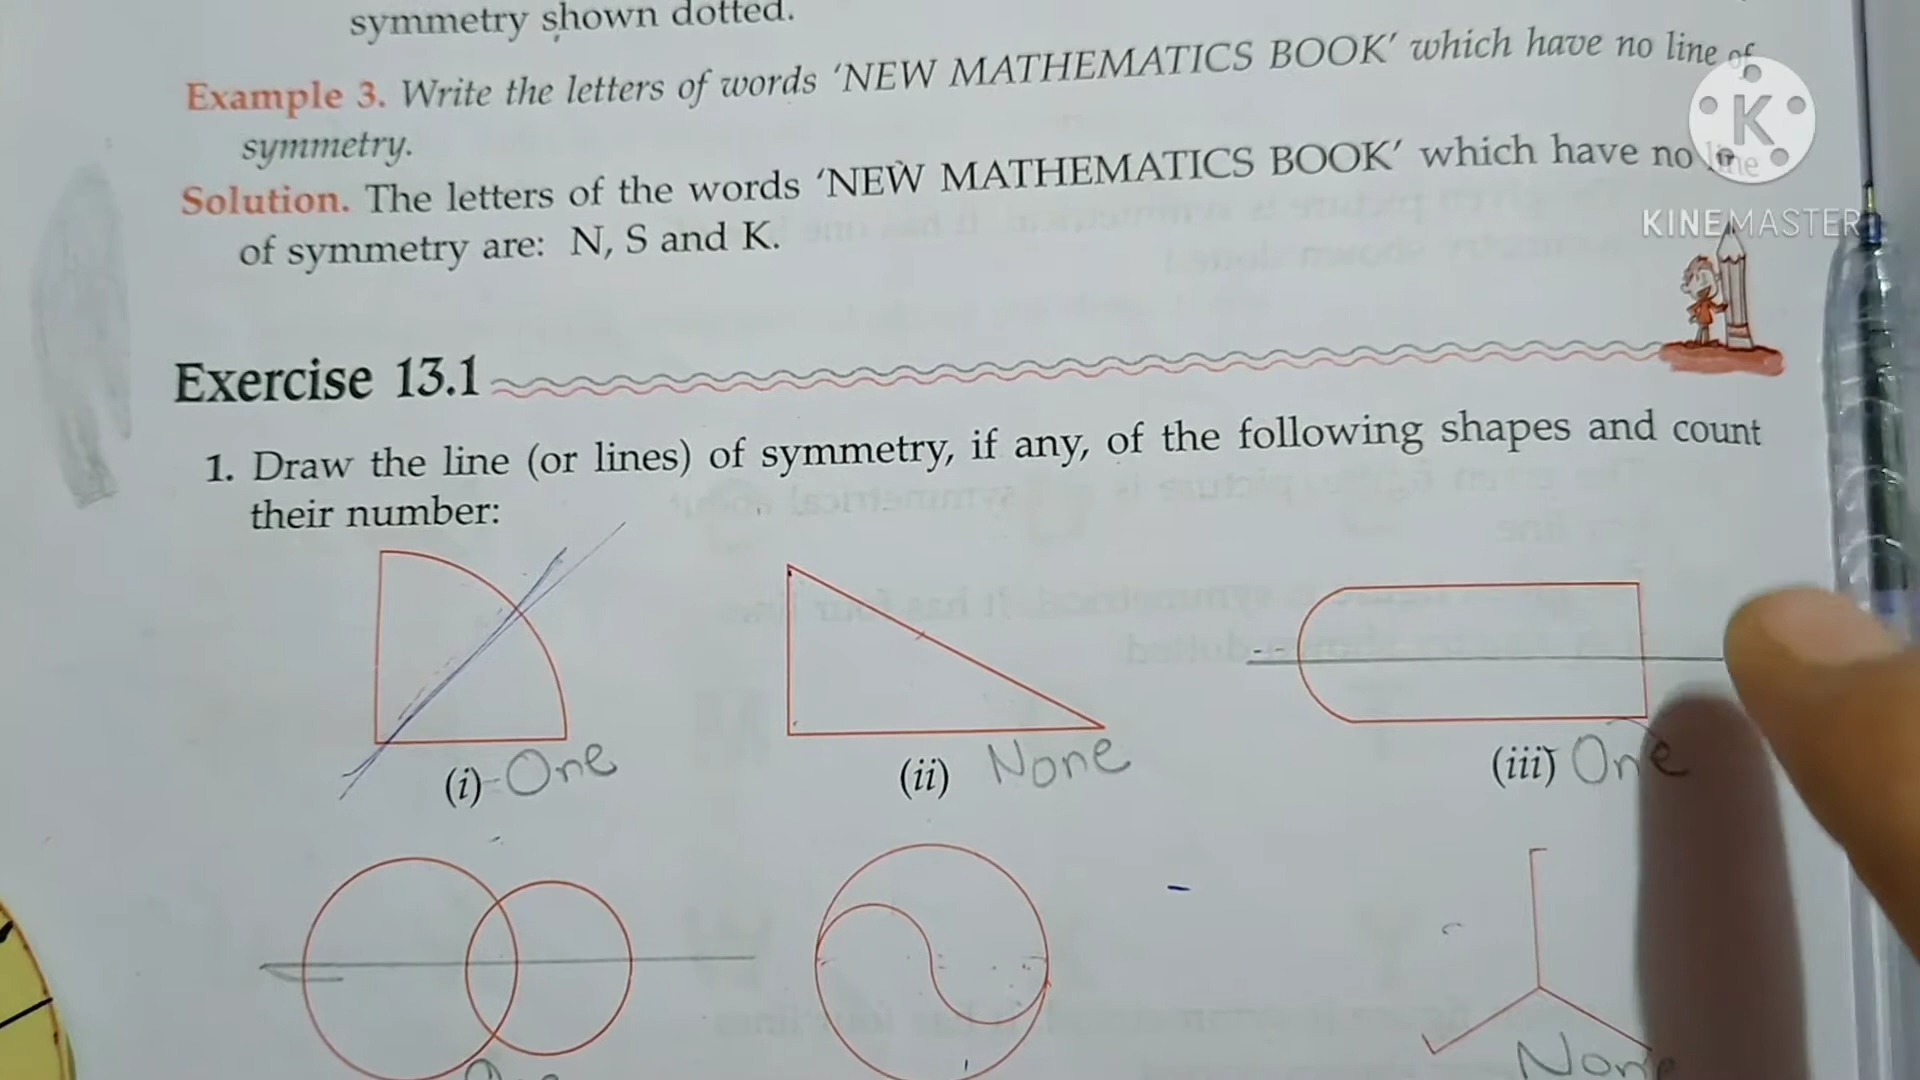 symmetry shown dotted.
Example 3. Write the letters of words 'NEW MATHEMATICS BOOK' which have no line of
symmetry.
Solution. The letters of the words 'NEW MATHEMATICS BOOK' which have no line
of symmetry are: N, S and K.
K
KINEMASTER
Exercise 13.1
1. Draw the line (or lines) of symmetry, if any, of the following shapes and count
their number:
(i)-One
(ii) None
(iii) One
None